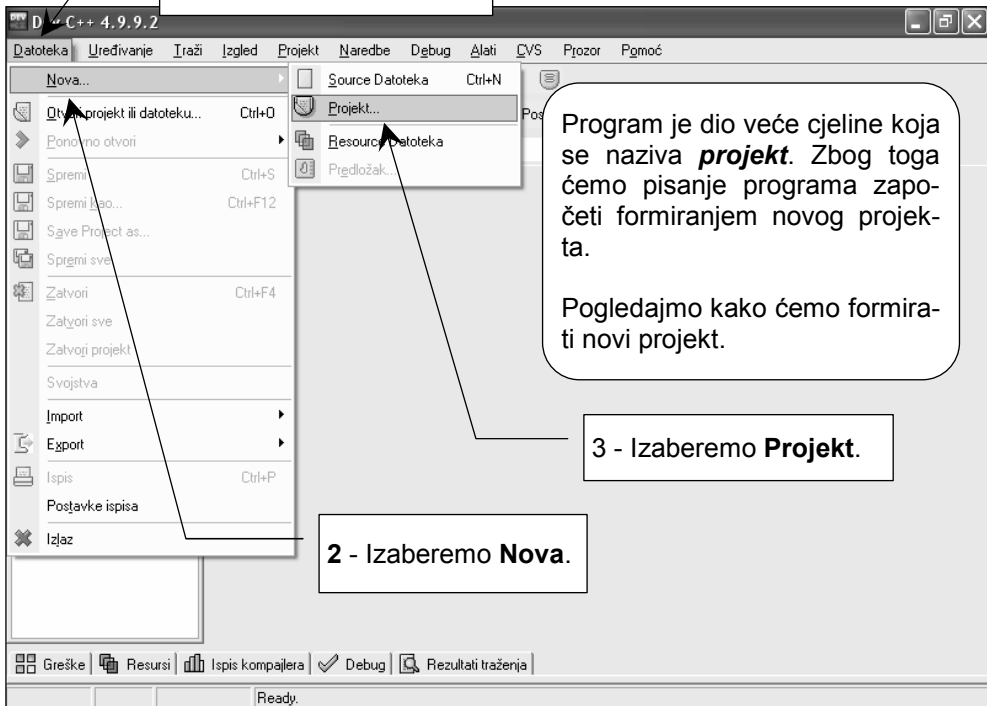 Dev C++ 4.9.9.2
Datoteka Uređivanje Traži Izgled Projekt Naredbe Debug Alati CVS Prozor Pomoć
Nova...
Otvori projekt ili datoteku... Ctrl+O
Ponovno otvori
Spremi Ctrl+S
Spremi kao... Ctrl+F12
Save Project as...
Spremi sve
Zatvori Ctrl+F4
Zatvori sve
Zatvori projekt
Svojstva
Import
Export
Ispis Ctrl+P
Postavke ispisa
Izlaz
Source Datoteka Ctrl+N
Projekt...
Resource Datoteka
Predložak...
Program je dio veće cjeline koja
se naziva projekt. Zbog toga
ćemo pisanje programa zapo-
četi formiranjem novog projek-
ta.
Pogledajmo kako ćemo formira-
ti novi projekt.
3 - Izaberemo Projekt.
2 - Izaberemo Nova.
Greške Resursi Ispis kompajlera Debug Rezultati traženja
Ready.